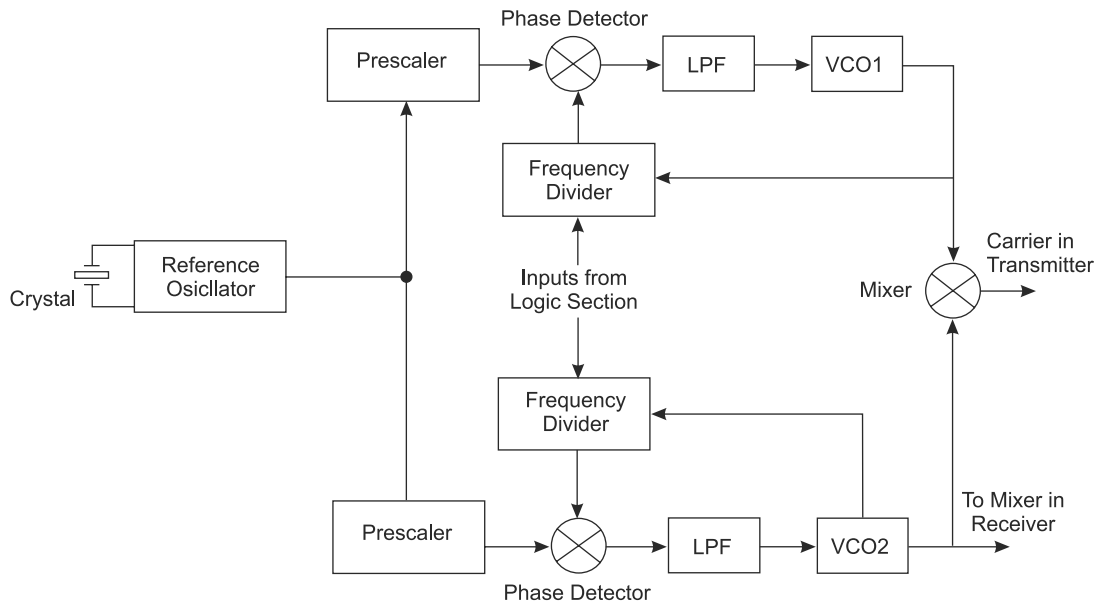 Phase Detector
Prescaler
LPF
VCO1
Frequency
Divider
Crystal
Reference
Osicllator
Inputs from
Logic Section
Mixer
Carrier in
Transmitter
Frequency
Divider
Prescaler
LPF
VCO2
To Mixer in
Receiver
Phase Detector